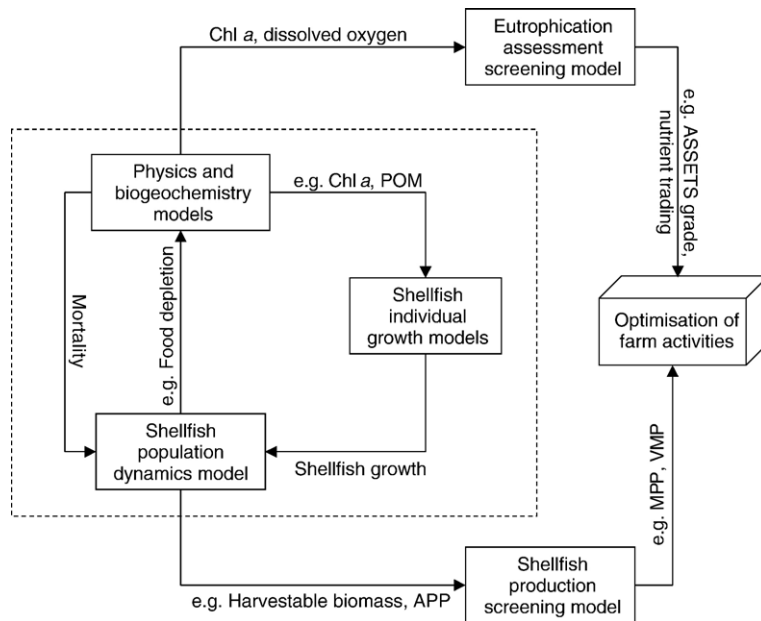 Chl a, dissolved oxygen
Eutrophication
assessment
screening model
e.g. ASSETS grade,
nutrient trading
Physics and
biogeochemistry
models
e.g. Chl a, POM
Mortality
e.g. Food depletion
Shellfish
individual
growth models
Optimisation of
farm activities
Shellfish
population
dynamics model
Shellfish growth
e.g. MPP, VMP
e.g. Harvestable biomass, APP
Shellfish
production
screening model